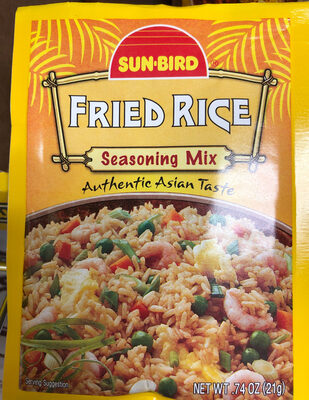 SUN·BIRD®
FRIED RICE
Seasoning Mix
Authentic Asian Taste
Serving Suggestion
NET WT .74 OZ (21g)